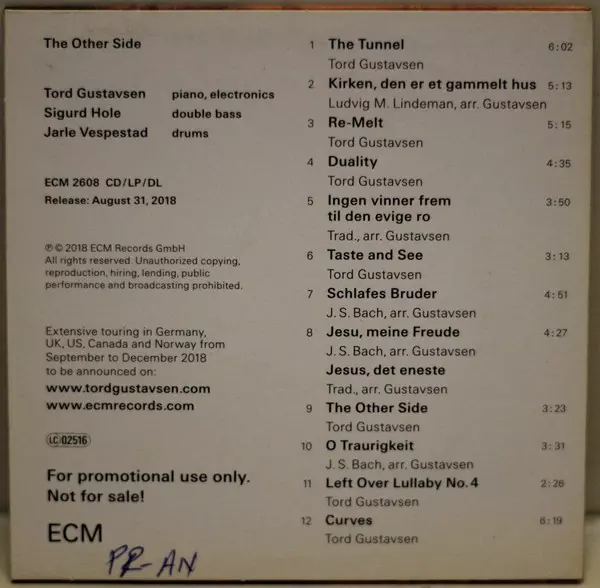 The Other Side
Tord Gustavsen piano, electronics
Sigurd Hole double bass
Jarle Vespestad drums
ECM 2608 CD/LP/DL
Release: August 31, 2018
℗© 2018 ECM Records GmbH
All rights reserved. Unauthorized copying,
reproduction, hiring, lending, public
performance and broadcasting prohibited.
Extensive touring in Germany,
UK, US, Canada and Norway from
September to December 2018
to be announced on:
www.tordgustavsen.com
www.ecmrecords.com
LC 02516
For promotional use only.
Not for sale!
ECM
PR-AN
1 The Tunnel 6:02
Tord Gustavsen
2 Kirken, den er et gammelt hus 5:13
Ludvig M. Lindeman, arr. Gustavsen
3 Re-Melt 5:15
Tord Gustavsen
4 Duality 4:35
Tord Gustavsen
5 Ingen vinner frem 3:50
til den evige ro
Trad., arr. Gustavsen
6 Taste and See 3:13
Tord Gustavsen
7 Schlafes Bruder 4:51
J. S. Bach, arr. Gustavsen
8 Jesu, meine Freude 4:27
J. S. Bach, arr. Gustavsen
Jesus, det eneste
Trad., arr. Gustavsen
9 The Other Side 3:23
Tord Gustavsen
10 O Traurigkeit 3:31
J. S. Bach, arr. Gustavsen
11 Left Over Lullaby No. 4 2:26
Tord Gustavsen
12 Curves 6:19
Tord Gustavsen